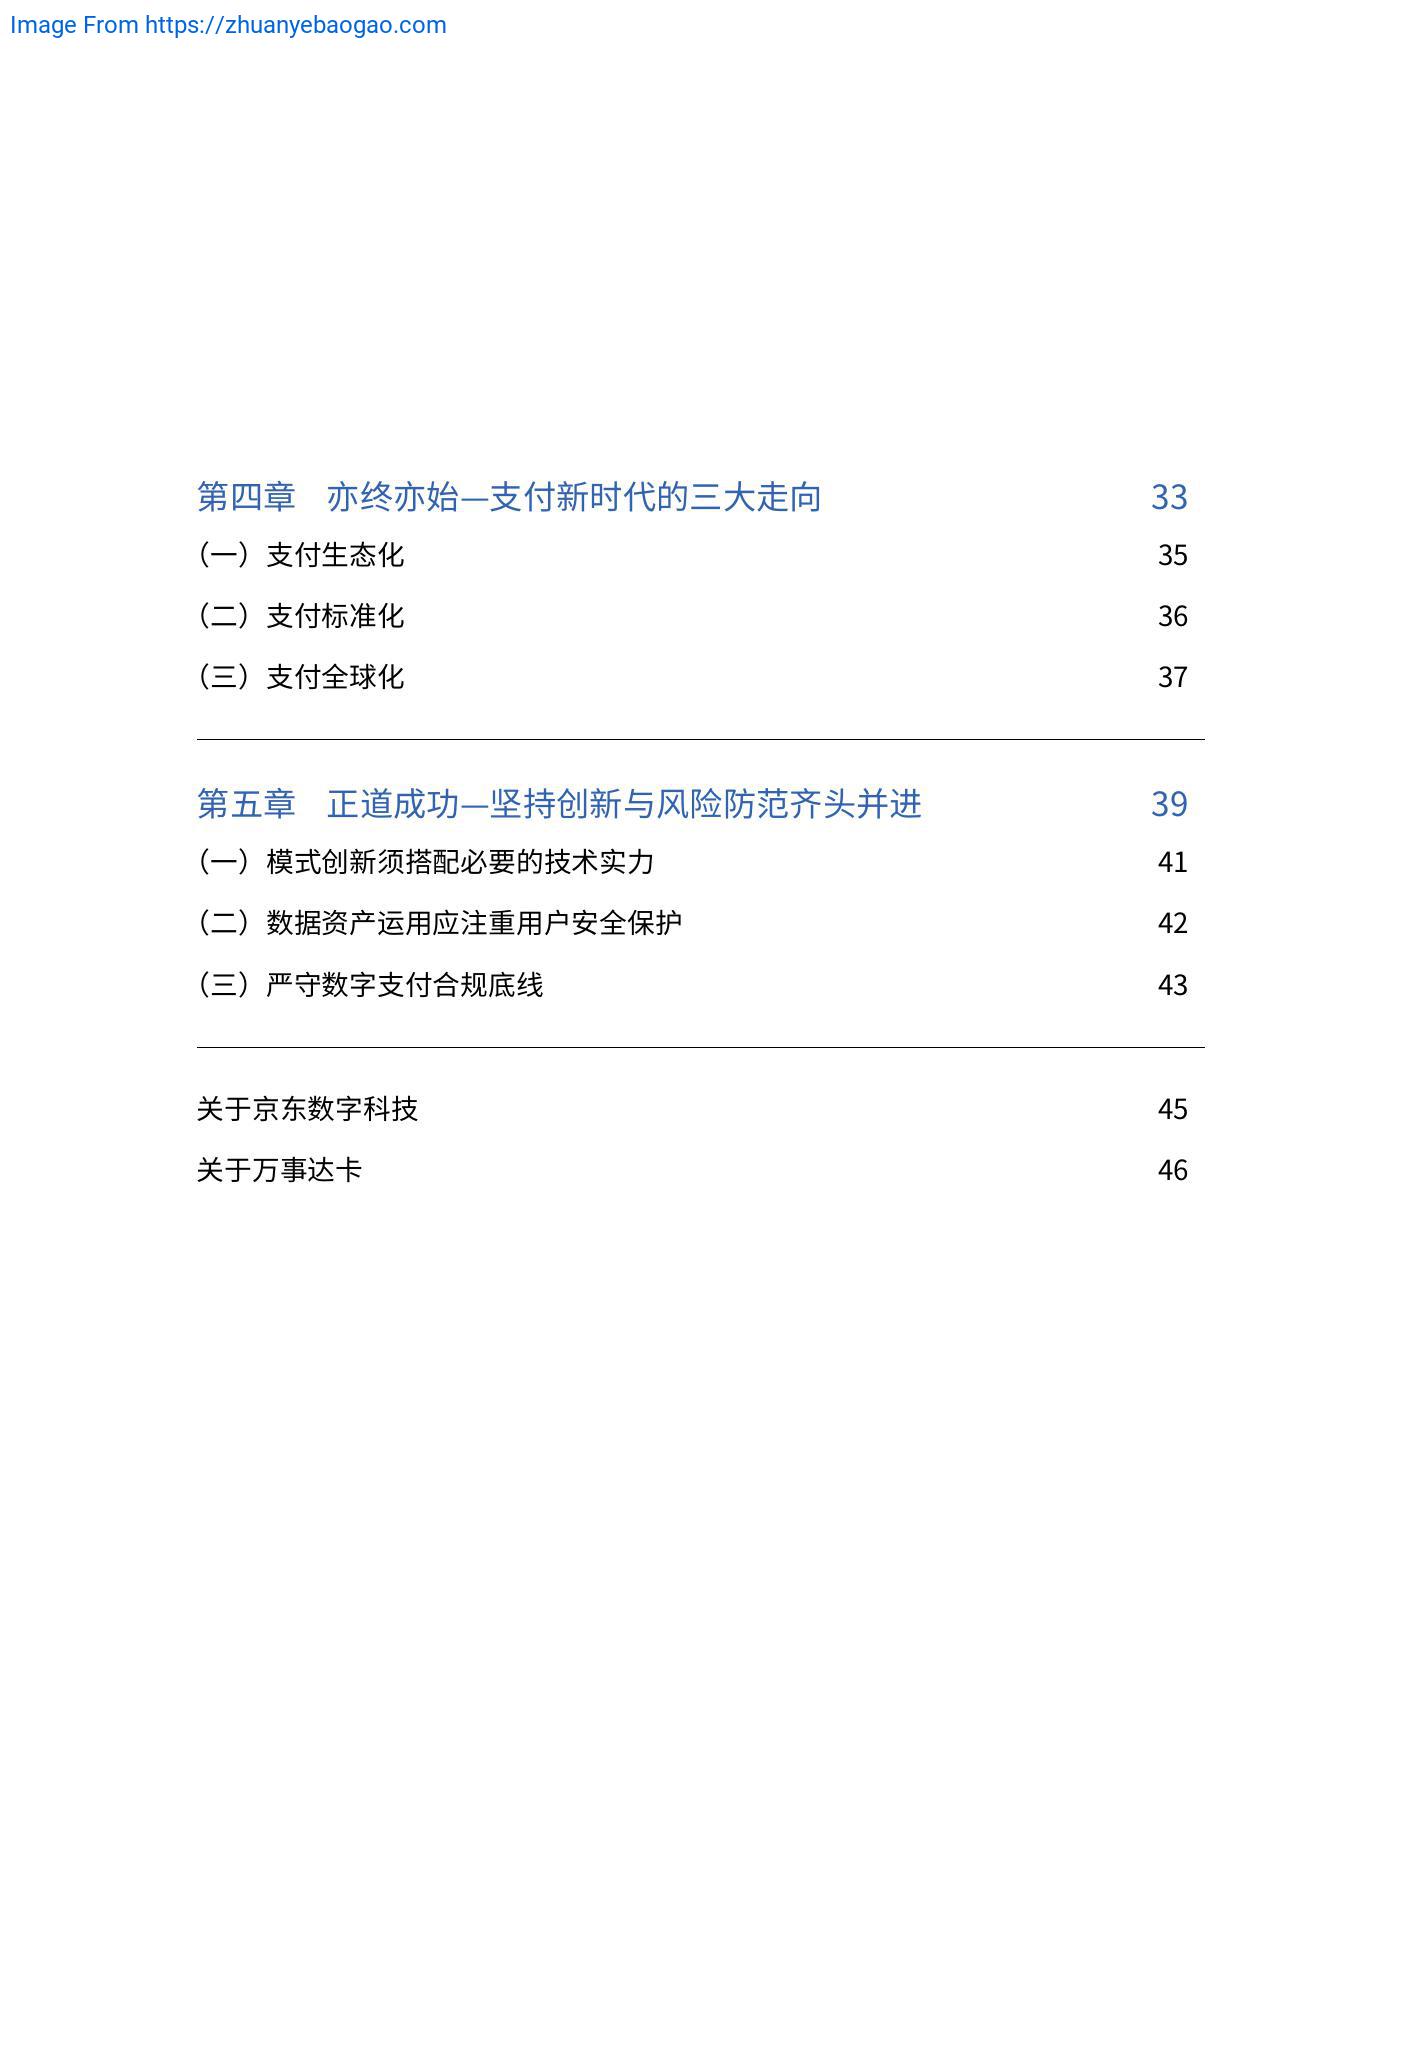 Image From https://zhuanyebaogao.com
第四章 亦终亦始—支付新时代的三大走向 33
（一）支付生态化 35
（二）支付标准化 36
（三）支付全球化 37
第五章 正道成功—坚持创新与风险防范齐头并进 39
（一）模式创新须搭配必要的技术实力 41
（二）数据资产运用应注重用户安全保护 42
（三）严守数字支付合规底线 43
关于京东数字科技 45
关于万事达卡 46